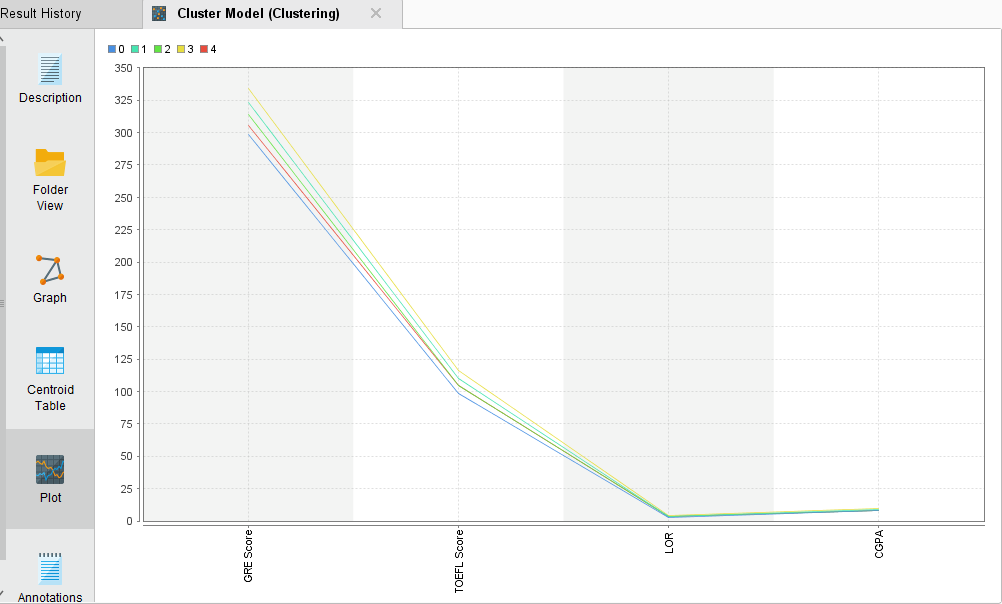 Result History
Cluster Model (Clustering)
0 1 2 3 4
Description
Folder
View
Graph
Centroid
Table
Plot
Annotations
350
325
300
275
250
225
200
175
150
125
100
75
50
25
0
GRE Score
TOEFL Score
LOR
CGPA